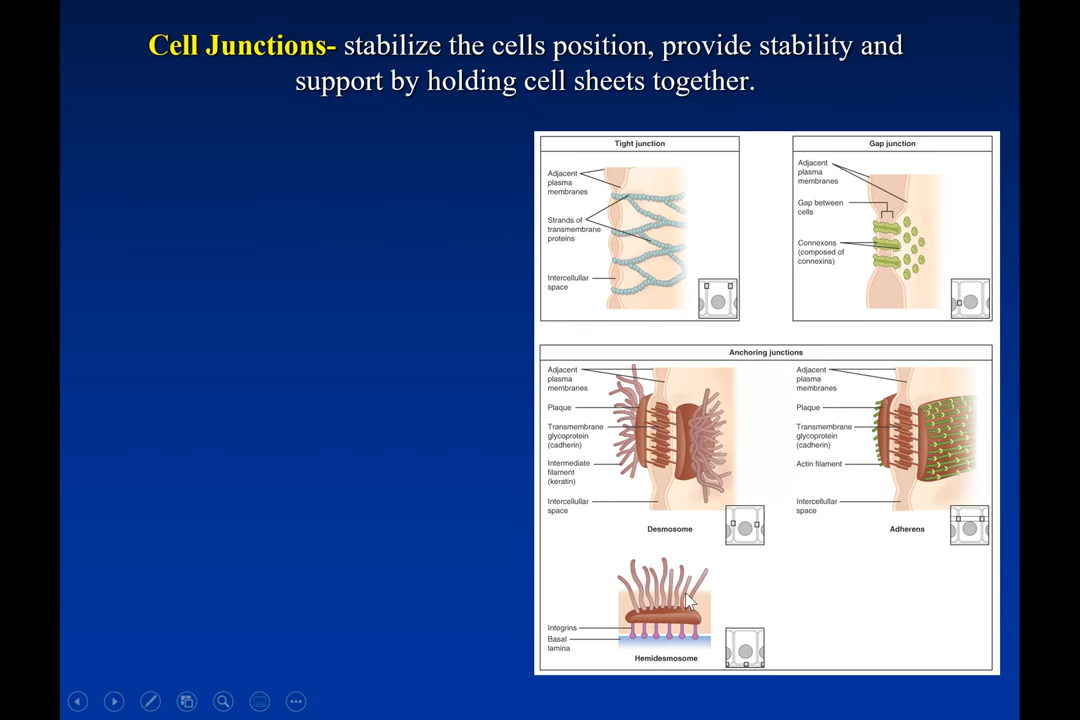 Cell Junctions- stabilize the cells position, provide stability and
support by holding cell sheets together.
Tight junction
Adjacent
plasma
membranes
Strands of
transmembrane
proteins
Intercellullar
space
Gap junction
Adjacent
plasma
membranes
Gap between
cells
Connexons
(composed of
connexins)
Anchoring junctions
Adjacent
plasma
membranes
Plaque
Transmembrane
glycoprotein
(cadherin)
Intermediate
filament
(keratin)
Intercellullar
space
Desmosome
Adjacent
plasma
membranes
Plaque
Transmembrane
glycoprotein
(cadherin)
Actin filament
Intercellullar
space
Adherens
Integrins
Basal
lamina
Hemidesmosome